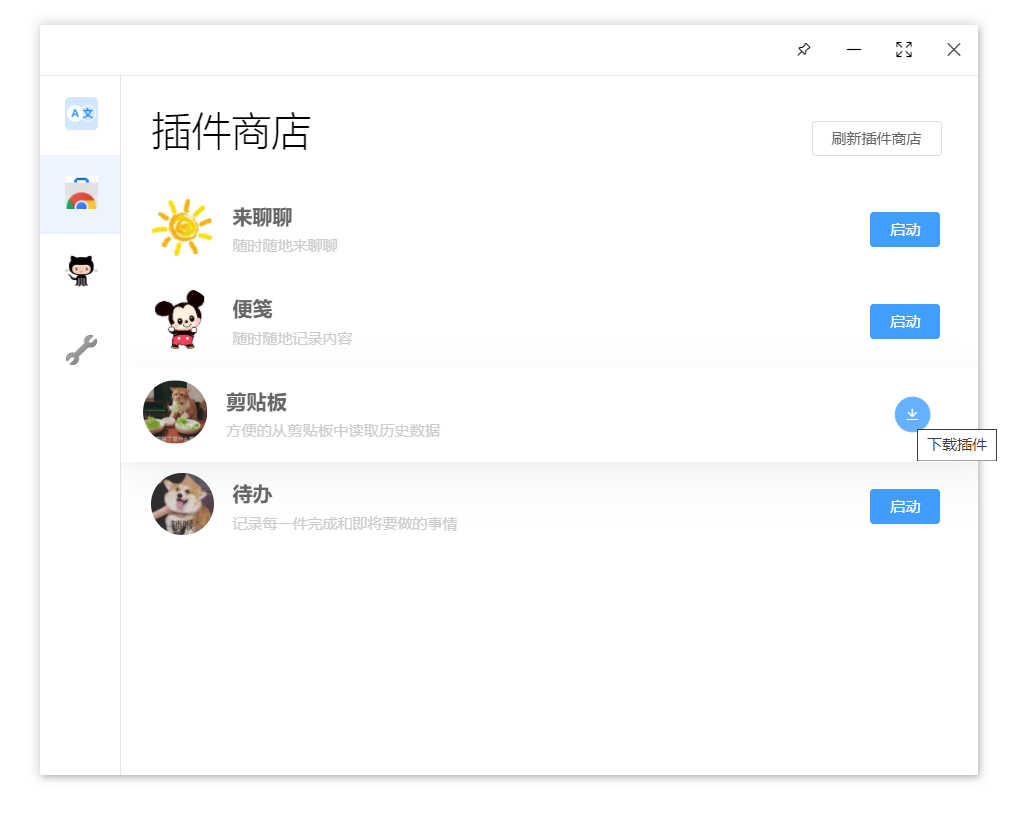 A 文
插件商店
刷新插件商店
来聊聊
随时随地来聊聊
启动
便笺
随时随地记录内容
启动
剪贴板
方便的从剪贴板中读取历史数据
下载插件
待办
记录每一件完成和即将要做的事情
启动
锁喉